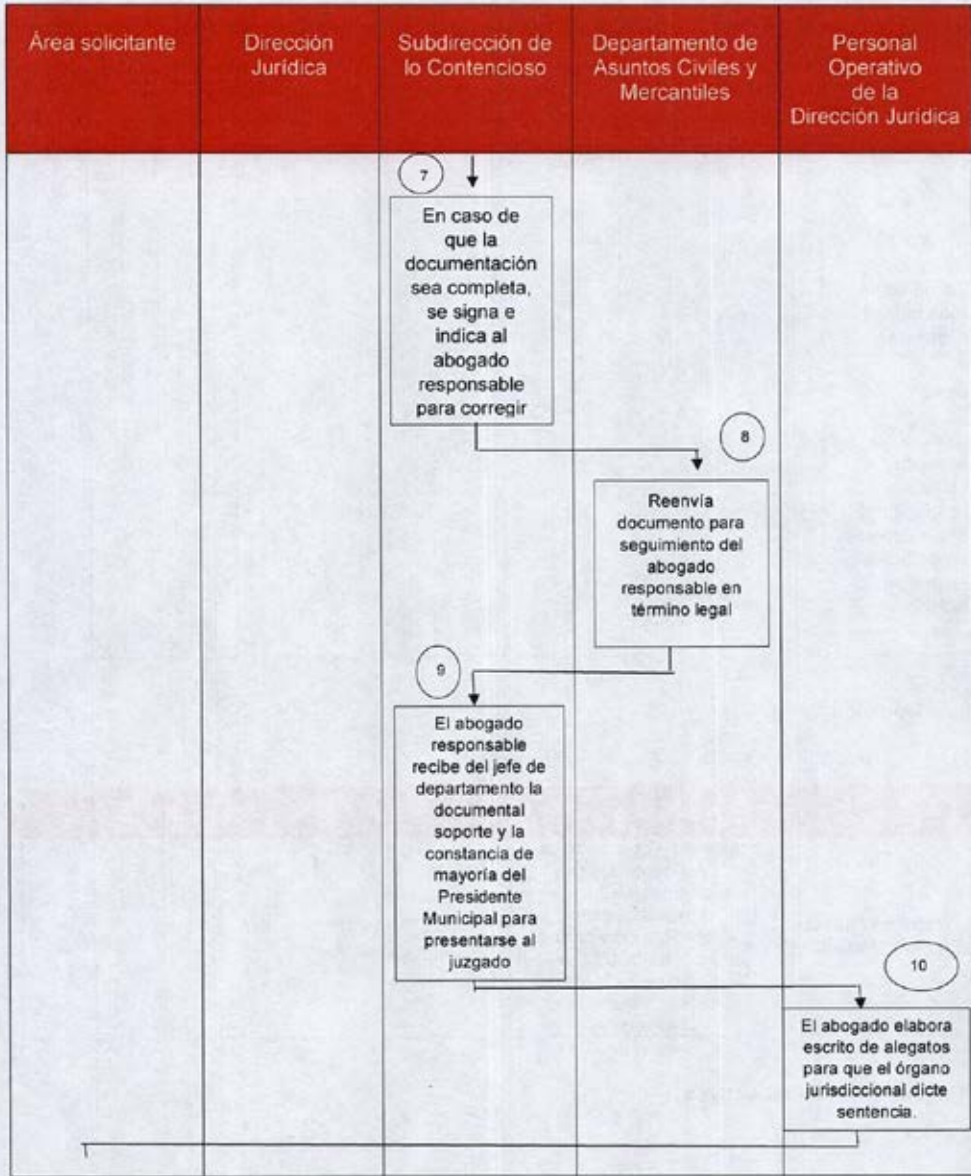 Área solicitante
Dirección
Jurídica
Subdirección de
lo Contencioso
Departamento de
Asuntos Civiles y
Mercantiles
Personal
Operativo
de la
Dirección Jurídica
7
En caso de
que la
documentación
sea completa,
se signa e
indica al
abogado
responsable
para corregir
8
Reenvía
documento para
seguimiento del
abogado
responsable en
término legal
9
El abogado
responsable
recibe del jefe de
departamento la
documental
soporte y la
constancia de
mayoría del
Presidente
Municipal para
presentarse al
juzgado
10
El abogado elabora
escrito de alegatos
para que el órgano
jurisdiccional dicte
sentencia.